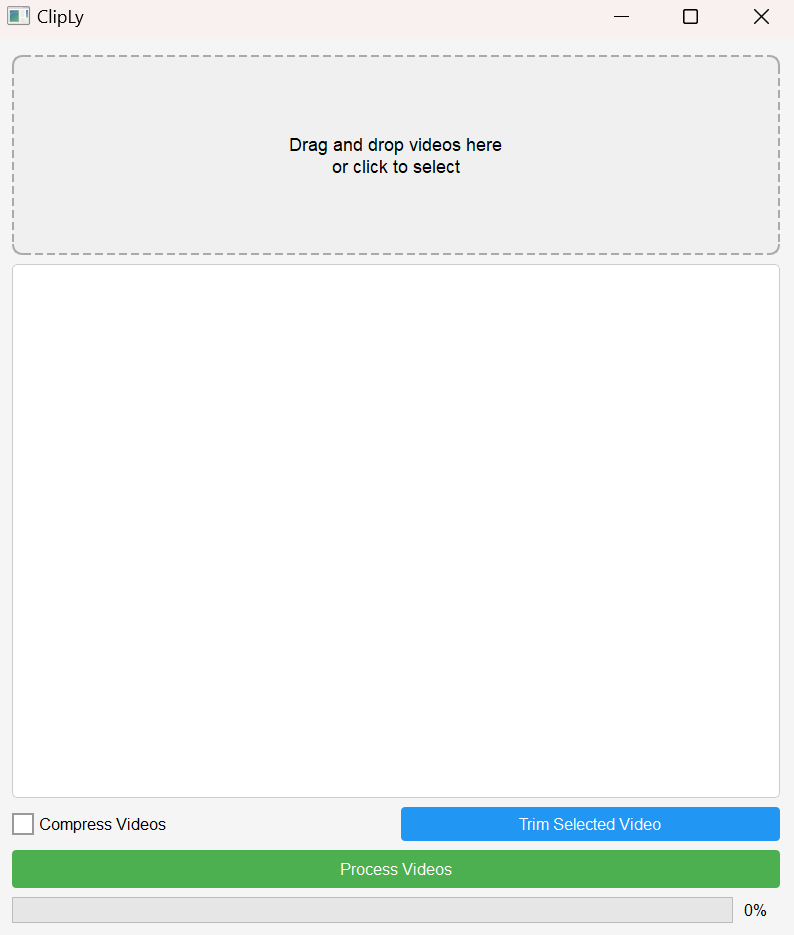 ClipLy
Drag and drop videos here
or click to select
Compress Videos
Trim Selected Video
Process Videos
0%